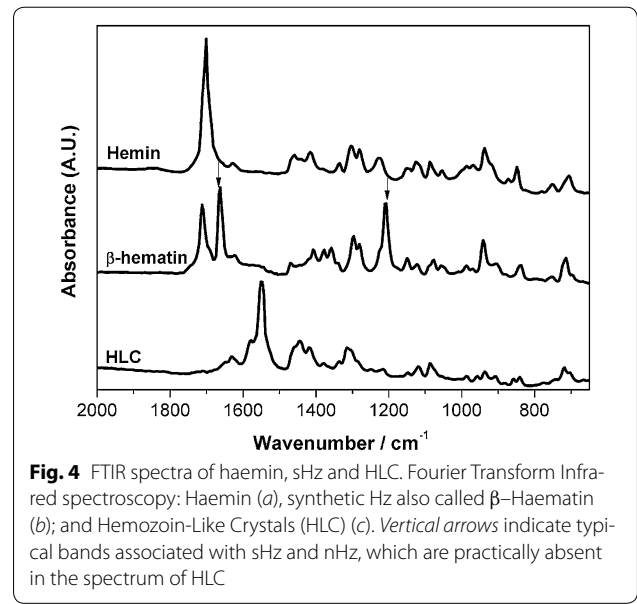 Hemin
β-hematin
HLC
Absorbance (A.U.)
2000 1800 1600 1400 1200 1000 800
Wavenumber / cm⁻¹
Fig. 4 FTIR spectra of haemin, sHz and HLC. Fourier Transform Infra-
red spectroscopy: Haemin (a), synthetic Hz also called β–Haematin
(b); and Hemozoin-Like Crystals (HLC) (c). Vertical arrows indicate typi-
cal bands associated with sHz and nHz, which are practically absent
in the spectrum of HLC